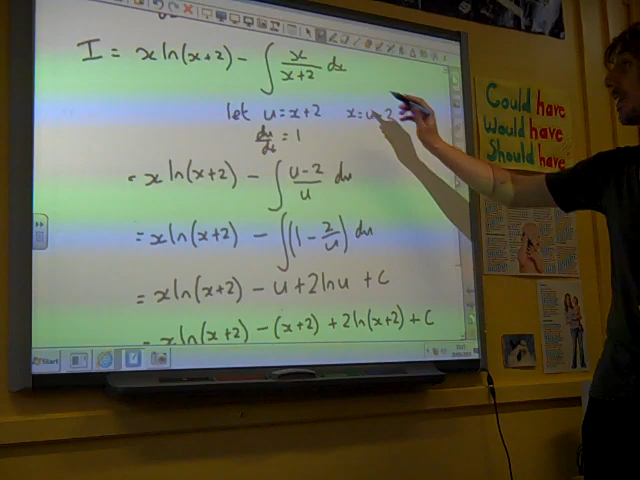 I = x ln(x+2) - ∫ x/(x+2) dx
let u = x+2 x = u-2
du/dx = 1
= x ln(x+2) - ∫ (u-2)/u du
= x ln(x+2) - ∫ (1 - 2/u) du
= x ln(x+2) - u + 2 ln u + C
= x ln(x+2) - (x+2) + 2 ln(x+2) + C
Start
Could have
Would have
Should have